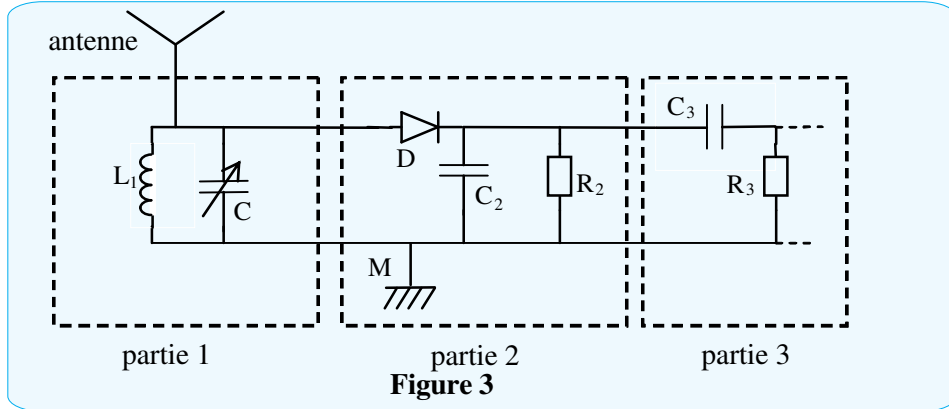 antenne
C₃
L₁
C
D
C₂
R₂
R₃
M
partie 1
partie 2
partie 3
Figure 3